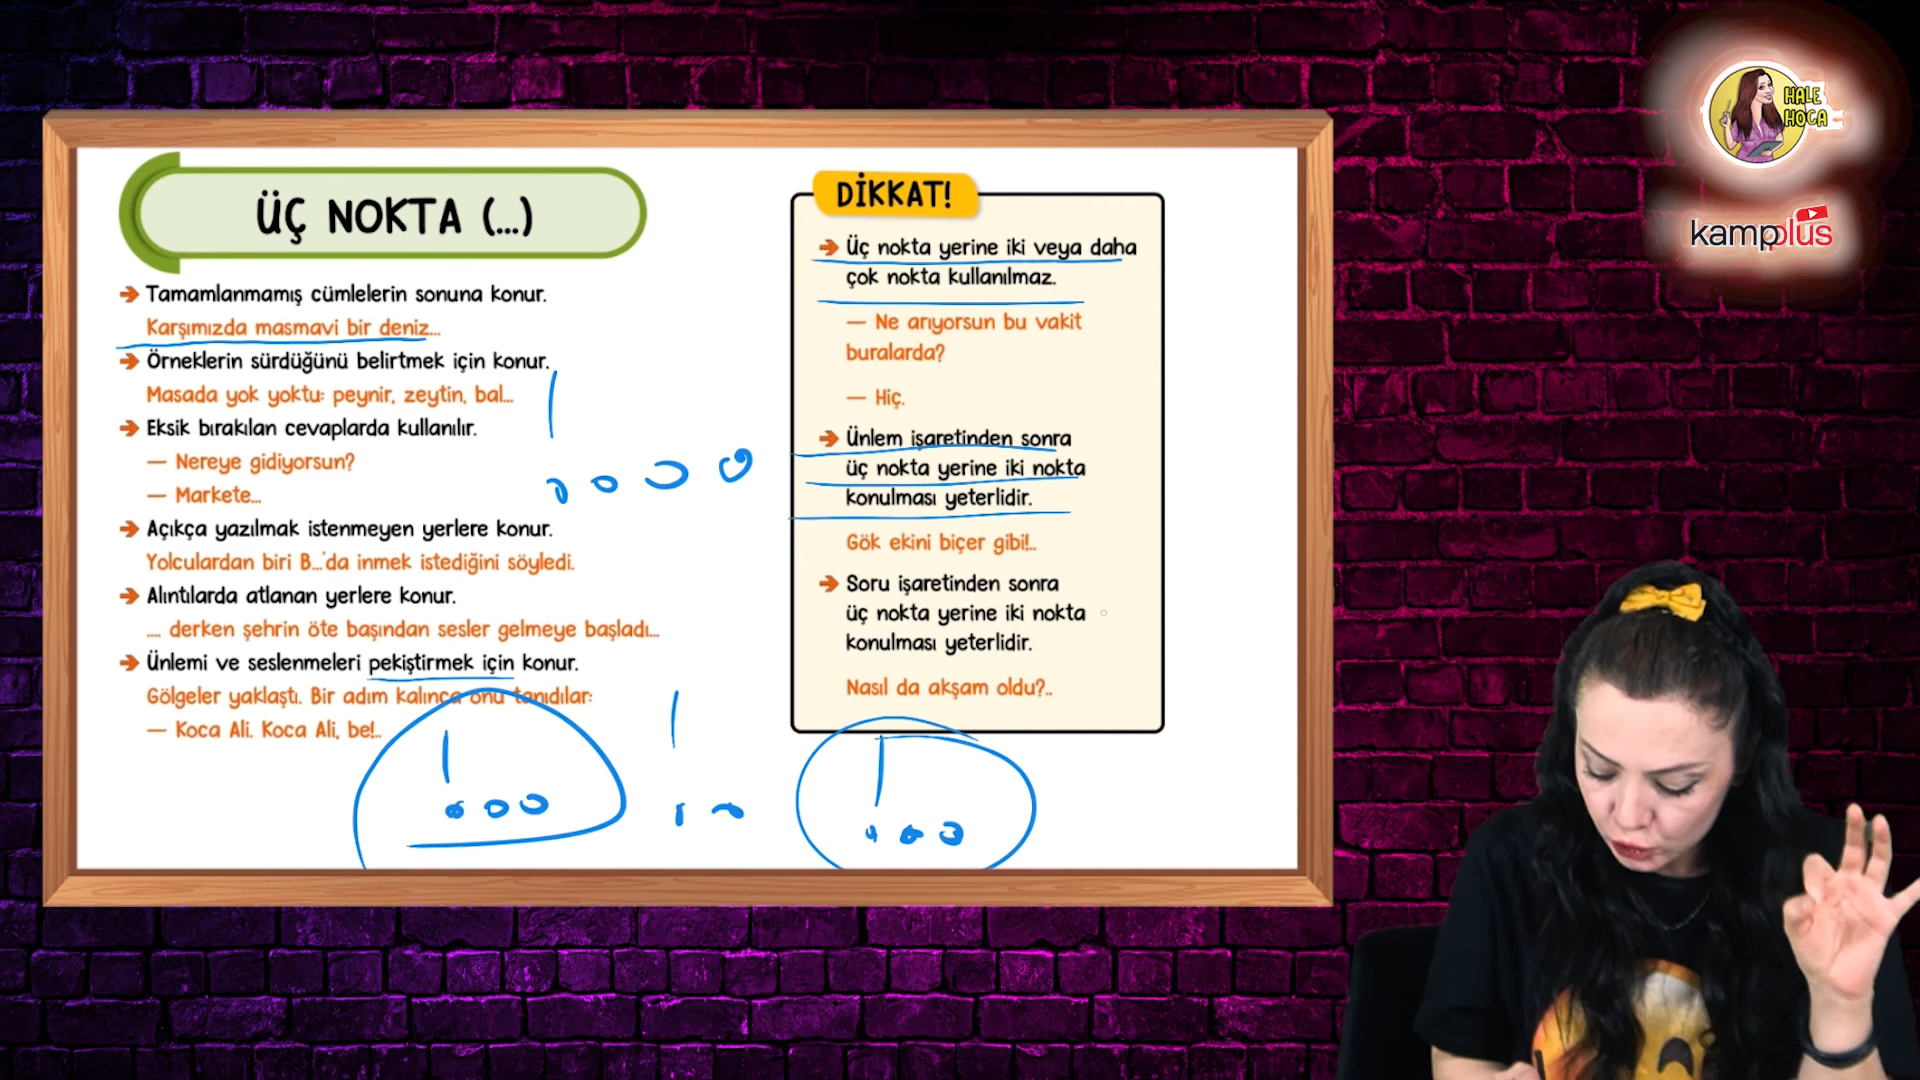 ÜÇ NOKTA (...)
Tamamlanmamış cümlelerin sonuna konur.
Karşımızda masmavi bir deniz...
Örneklerin sürdüğünü belirtmek için konur.
Masada yok yoktu: peynir, zeytin, bal...
Eksik bırakılan cevaplarda kullanılır.
— Nereye gidiyorsun?
— Markete...
Açıkça yazılmak istenmeyen yerlere konur.
Yolculardan biri B...'da inmek istediğini söyledi.
Alıntılarda atlanan yerlere konur.
.... derken şehrin öte başından sesler gelmeye başladı...
Ünlemi ve seslenmeleri pekiştirmek için konur.
Gölgeler yaklaştı. Bir adım kalınca onu tanıdılar:
— Koca Ali. Koca Ali, be!..
DİKKAT!
Üç nokta yerine iki veya daha
çok nokta kullanılmaz.
— Ne arıyorsun bu vakit
buralarda?
— Hiç.
Ünlem işaretinden sonra
üç nokta yerine iki nokta
konulması yeterlidir.
Gök ekini biçer gibi!..
Soru işaretinden sonra
üç nokta yerine iki nokta
konulması yeterlidir.
Nasıl da akşam oldu?..
HALE
HOCA
kampplus